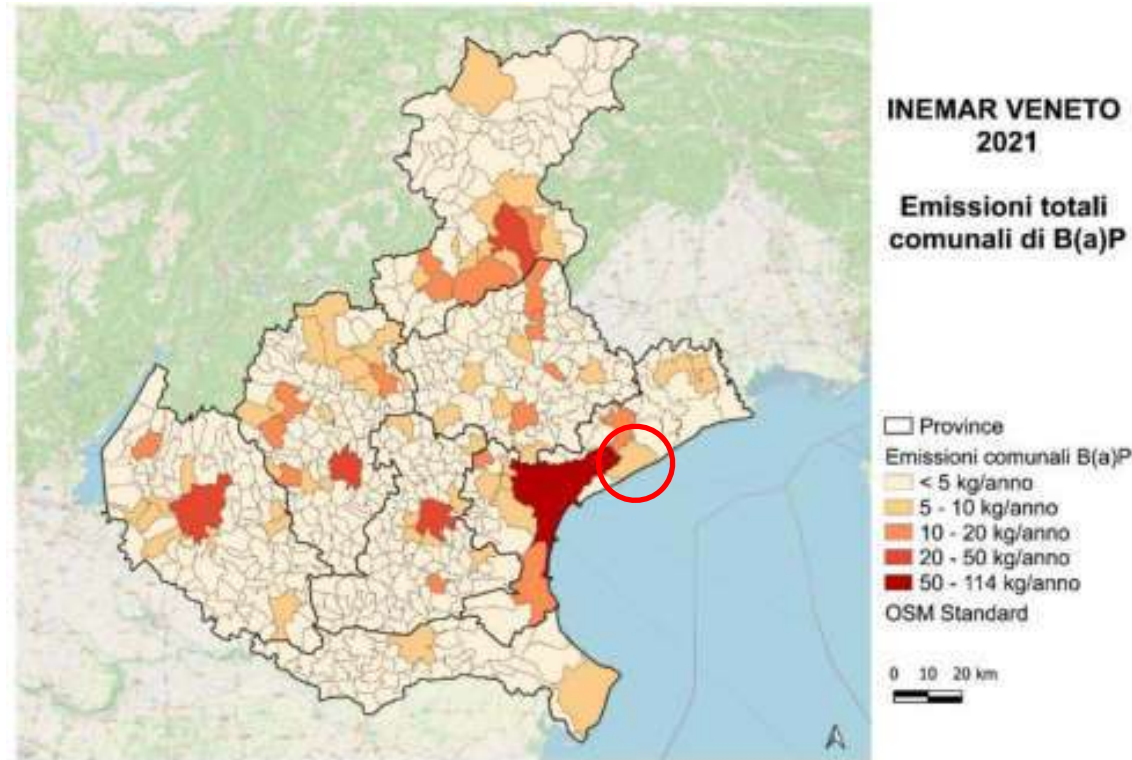 INEMAR VENETO
2021
Emissioni totali
comunali di B(a)P
Province
Emissioni comunali B(a)P
< 5 kg/anno
5 - 10 kg/anno
10 - 20 kg/anno
20 - 50 kg/anno
50 - 114 kg/anno
OSM Standard
0 10 20 km